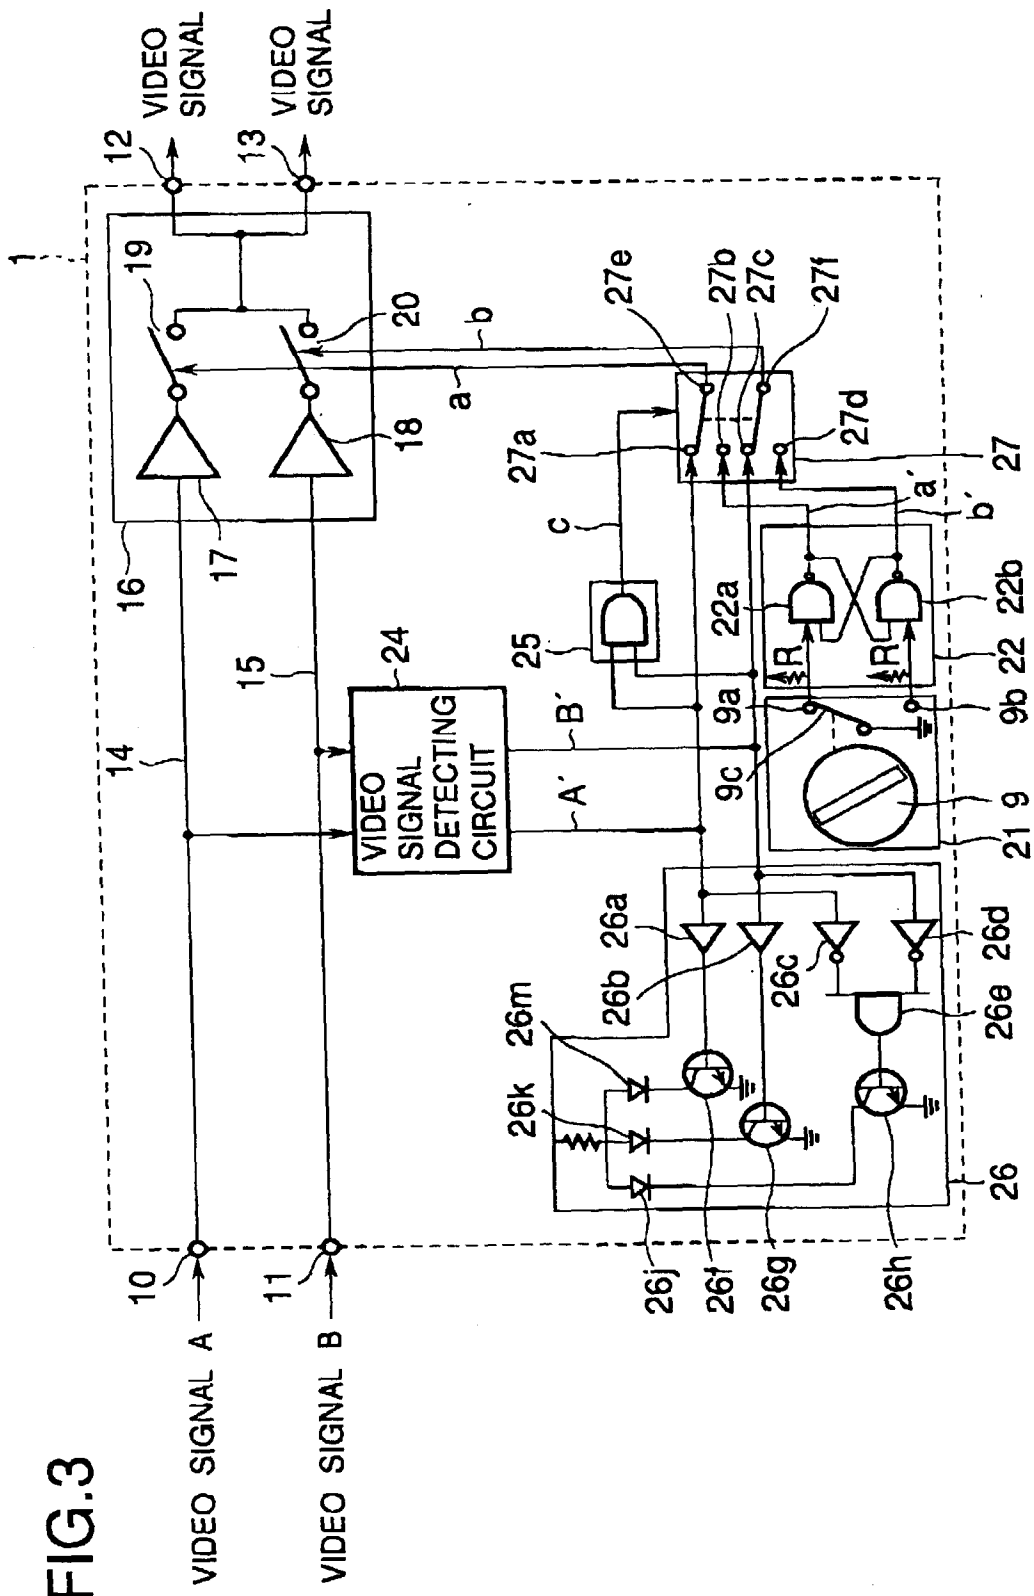 FIG.3
VIDEO SIGNAL A
VIDEO SIGNAL B
10
11
1
14
15
16
17
18
19
20
12
13
VIDEO
SIGNAL
VIDEO
SIGNAL
24
VIDEO
SIGNAL
DETECTING
CIRCUIT
A´
B´
25
c
a
b
27a
27e
27b
27c
27f
27d
27
a´
b´
22a
22b
22
R
R
9a
9b
9c
9
21
26a
26b
26c
26d
26e
26m
26k
26j
26f
26g
26h
26